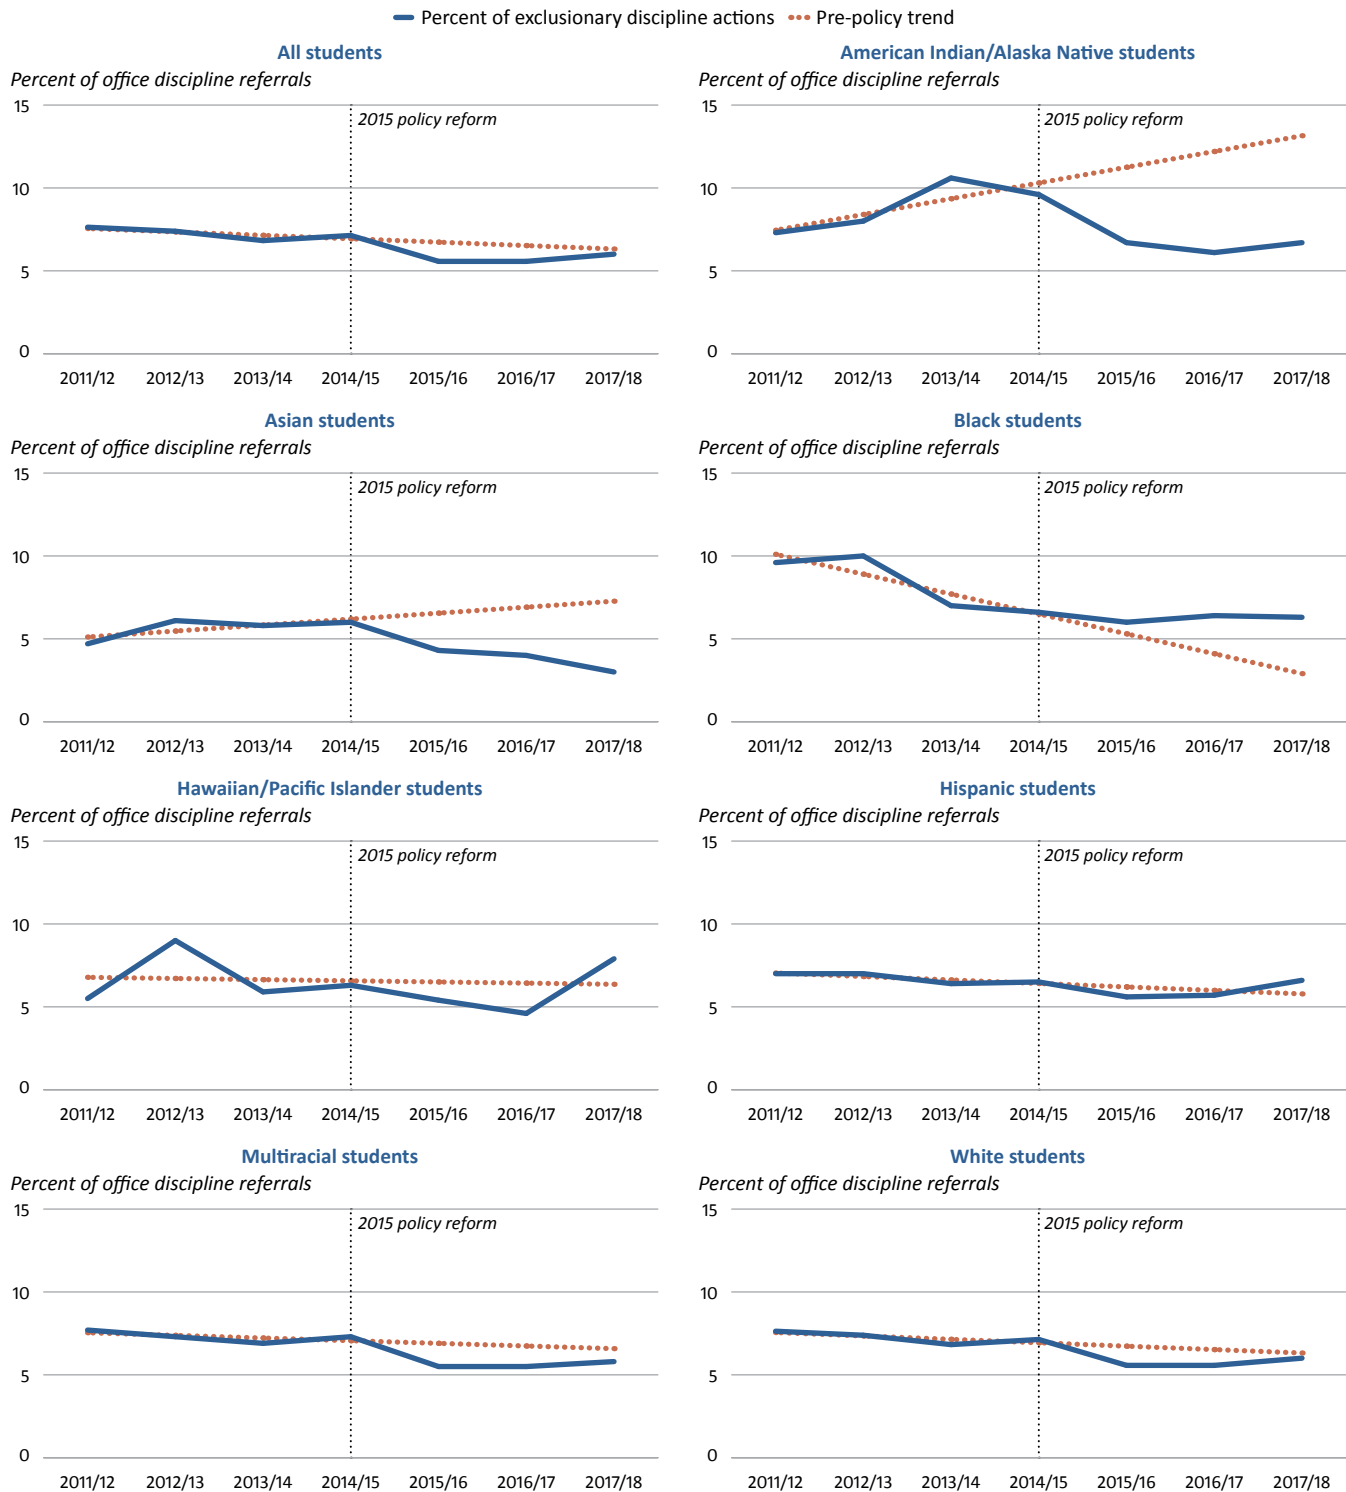 Percent of exclusionary discipline actions Pre-policy trend
All students
Percent of office discipline referrals
15
2015 policy reform
10
5
0
2011/12 2012/13 2013/14 2014/15 2015/16 2016/17 2017/18
American Indian/Alaska Native students
Percent of office discipline referrals
15
2015 policy reform
10
5
0
2011/12 2012/13 2013/14 2014/15 2015/16 2016/17 2017/18
Asian students
Percent of office discipline referrals
15
2015 policy reform
10
5
0
2011/12 2012/13 2013/14 2014/15 2015/16 2016/17 2017/18
Black students
Percent of office discipline referrals
15
2015 policy reform
10
5
0
2011/12 2012/13 2013/14 2014/15 2015/16 2016/17 2017/18
Hawaiian/Pacific Islander students
Percent of office discipline referrals
15
2015 policy reform
10
5
0
2011/12 2012/13 2013/14 2014/15 2015/16 2016/17 2017/18
Hispanic students
Percent of office discipline referrals
15
2015 policy reform
10
5
0
2011/12 2012/13 2013/14 2014/15 2015/16 2016/17 2017/18
Multiracial students
Percent of office discipline referrals
15
2015 policy reform
10
5
0
2011/12 2012/13 2013/14 2014/15 2015/16 2016/17 2017/18
White students
Percent of office discipline referrals
15
2015 policy reform
10
5
0
2011/12 2012/13 2013/14 2014/15 2015/16 2016/17 2017/18